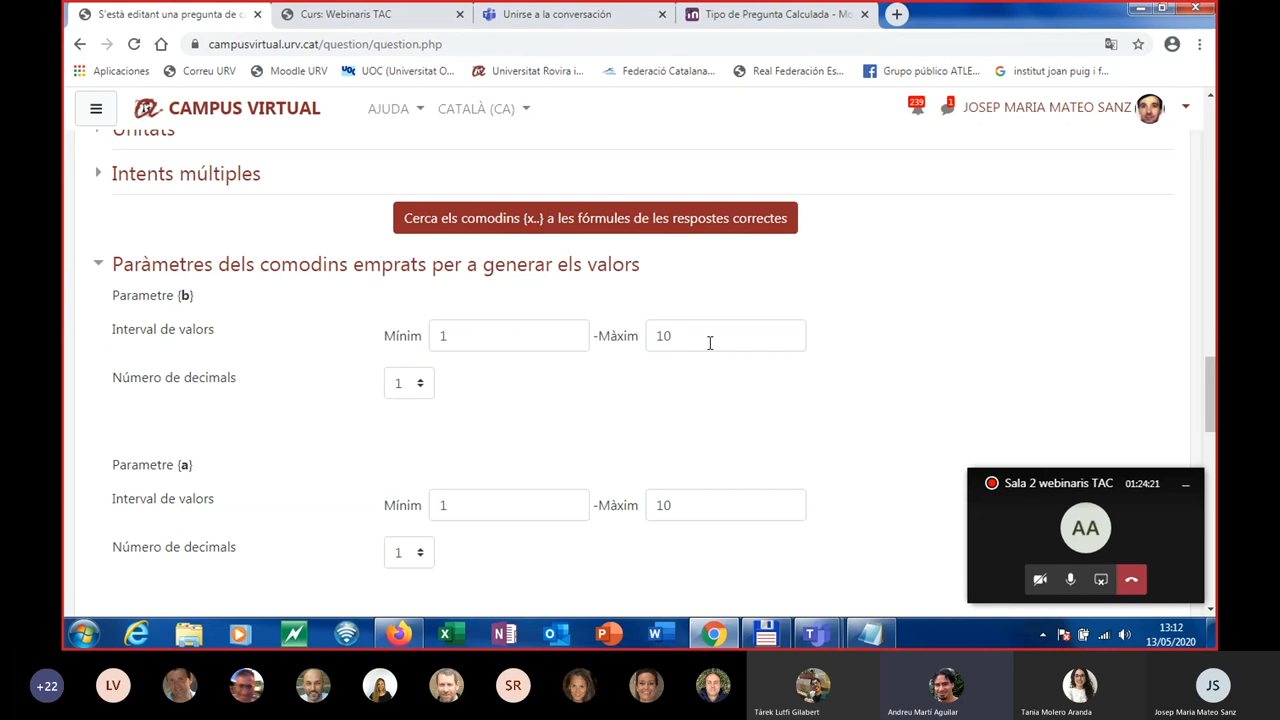 S'està editant una pregunta de c
Curs: Webinaris TAC
Unirse a la conversación
Tipo de Pregunta Calculada - Mo
campusvirtual.urv.cat/question/question.php
Aplicaciones
Correu URV
Moodle URV
UOC (Universitat O...
Universitat Rovira i...
Federació Catalana...
Real Federación Es...
Grupo público ATLE...
institut joan puig i f...
CAMPUS VIRTUAL
AJUDA
CATALÀ (CA)
239
1
JOSEP MARIA MATEO SANZ
Unitats
Intents múltiples
Cerca els comodins {x..} a les fórmules de les respostes correctes
Paràmetres dels comodins emprats per a generar els valors
Parametre {b}
Interval de valors
Mínim
1
-Màxim
10
Número de decimals
1
Parametre {a}
Interval de valors
Mínim
1
-Màxim
10
Número de decimals
1
Sala 2 webinaris TAC
01:24:21
AA
13:12
13/05/2020
+22
LV
SR
JS
Tàrek Lutfi Gilabert
Andreu Martí Aguilar
Tania Molero Aranda
Josep Maria Mateo Sanz